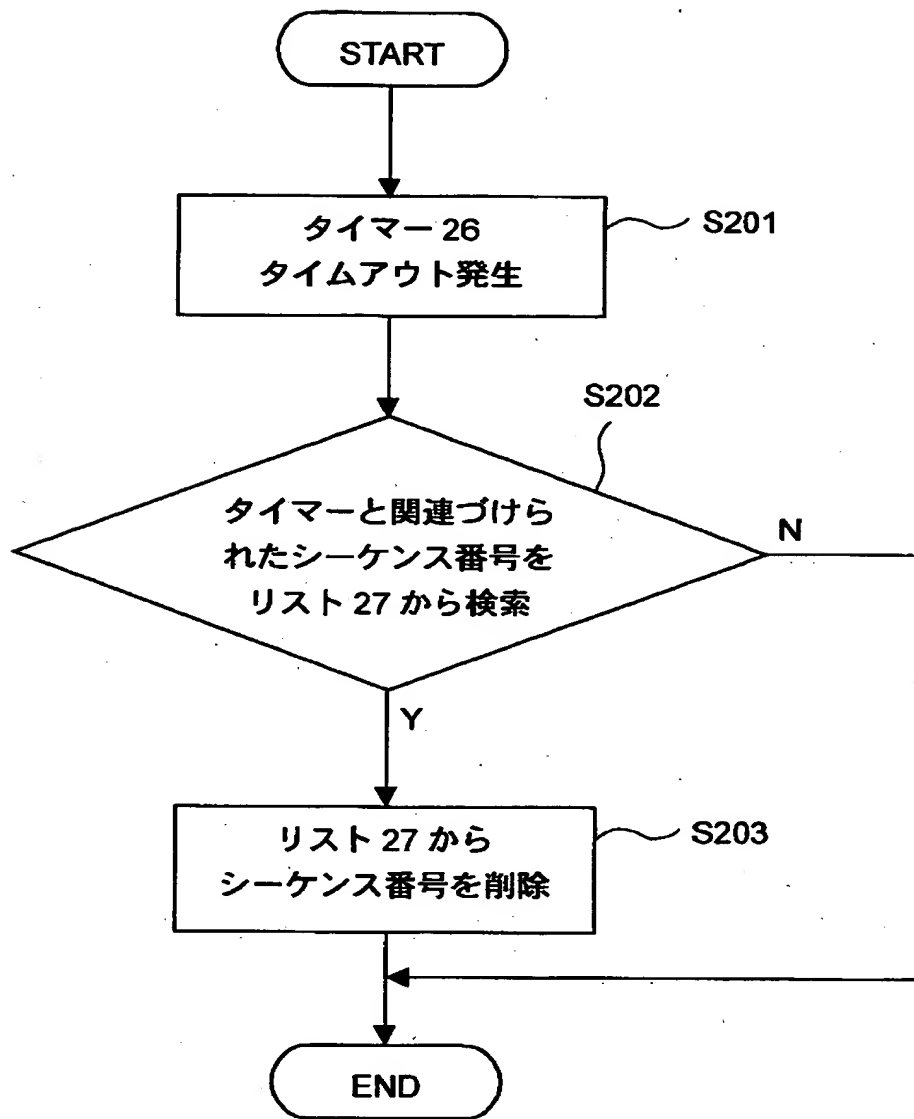 START
タイマー 26
タイムアウト発生
S201
S202
タイマーと関連づけら
れたシーケンス番号を
リスト 27 から検索
N
Y
リスト 27 から
シーケンス番号を削除
S203
END